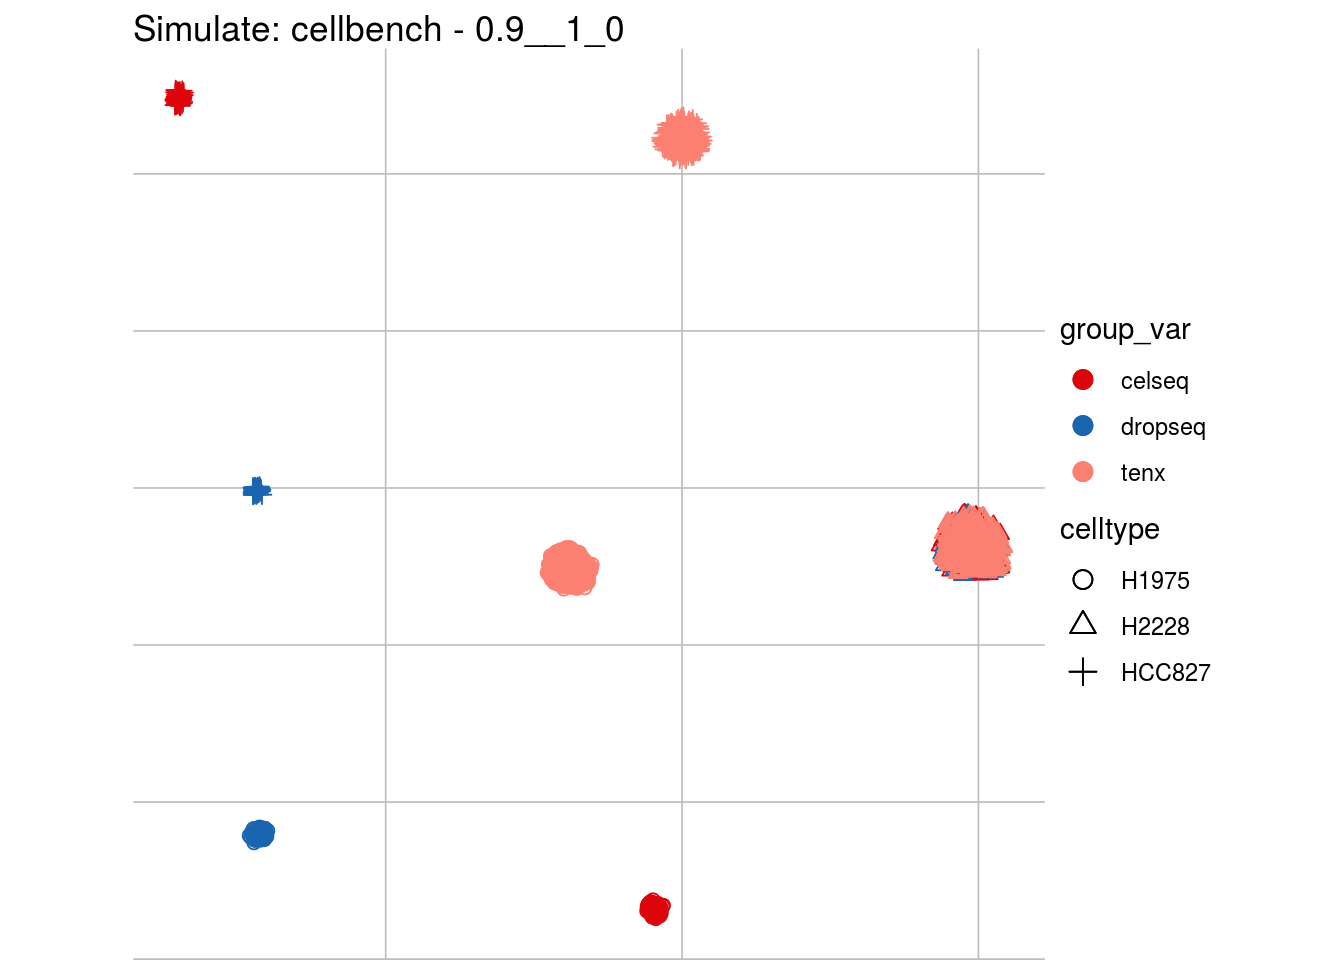 Simulate: cellbench - 0.9__1_0
group_var
celseq
dropseq
tenx
celltype
H1975
H2228
HCC827